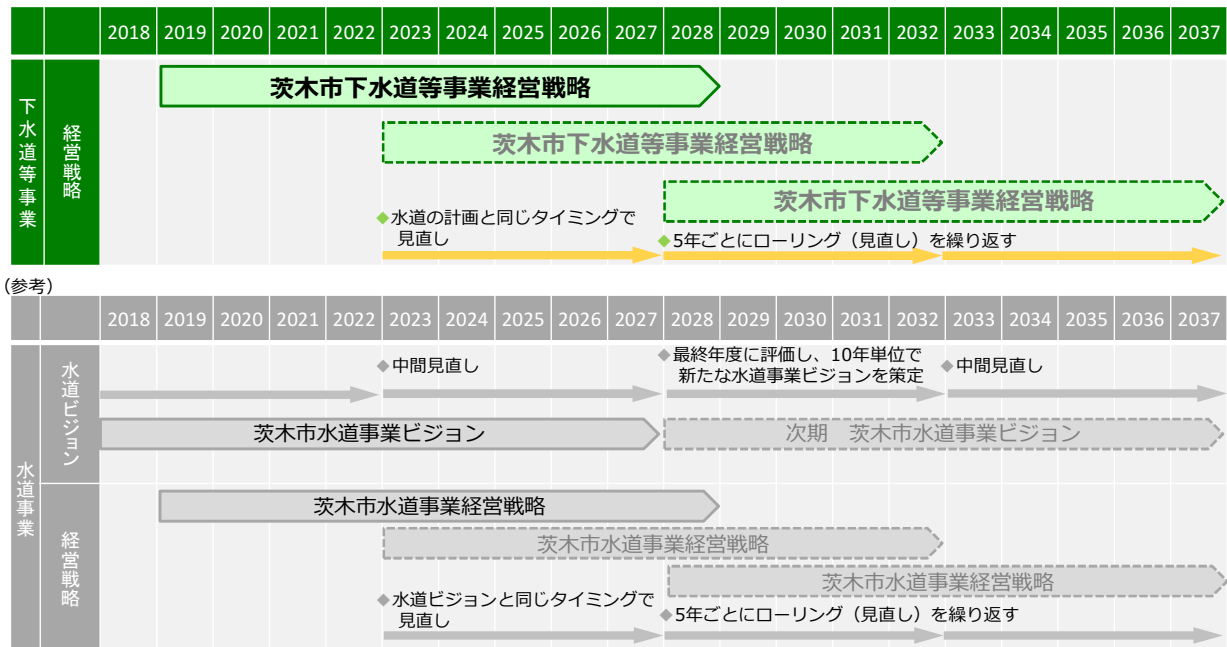 2018 2019 2020 2021 2022 2023 2024 2025 2026 2027 2028 2029 2030 2031 2032 2033 2034 2035 2036 2037
下水道等事業
経営戦略
茨木市下水道等事業経営戦略
茨木市下水道等事業経営戦略
茨木市下水道等事業経営戦略
◆水道の計画と同じタイミングで
見直し
◆5年ごとにローリング（見直し）を繰り返す
(参考)
2018 2019 2020 2021 2022 2023 2024 2025 2026 2027 2028 2029 2030 2031 2032 2033 2034 2035 2036 2037
水道事業
水道ビジョン
◆中間見直し
◆最終年度に評価し、10年単位で
新たな水道事業ビジョンを策定
◆中間見直し
茨木市水道事業ビジョン
次期　茨木市水道事業ビジョン
経営戦略
茨木市水道事業経営戦略
茨木市水道事業経営戦略
茨木市水道事業経営戦略
◆水道ビジョンと同じタイミングで
見直し
◆5年ごとにローリング（見直し）を繰り返す